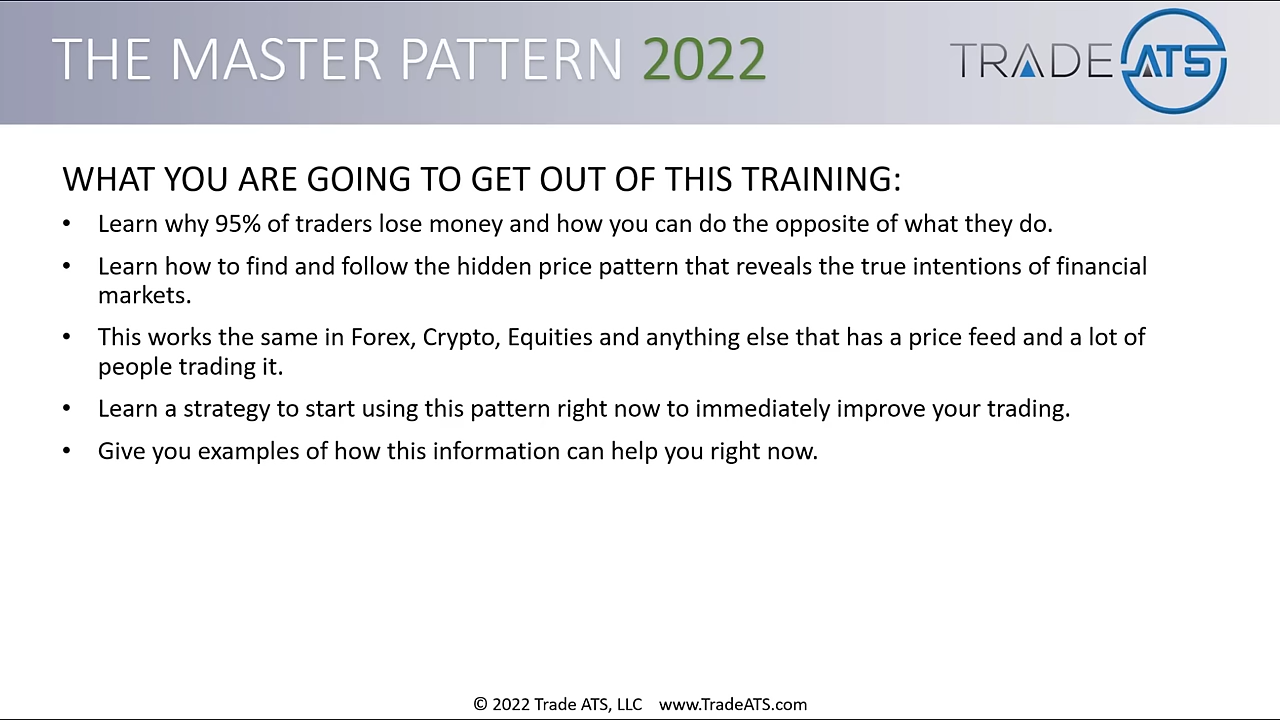 THE MASTER PATTERN 2022
TRADE ATS
WHAT YOU ARE GOING TO GET OUT OF THIS TRAINING:
• Learn why 95% of traders lose money and how you can do the opposite of what they do.
• Learn how to find and follow the hidden price pattern that reveals the true intentions of financial
markets.
• This works the same in Forex, Crypto, Equities and anything else that has a price feed and a lot of
people trading it.
• Learn a strategy to start using this pattern right now to immediately improve your trading.
• Give you examples of how this information can help you right now.
© 2022 Trade ATS, LLC www.TradeATS.com